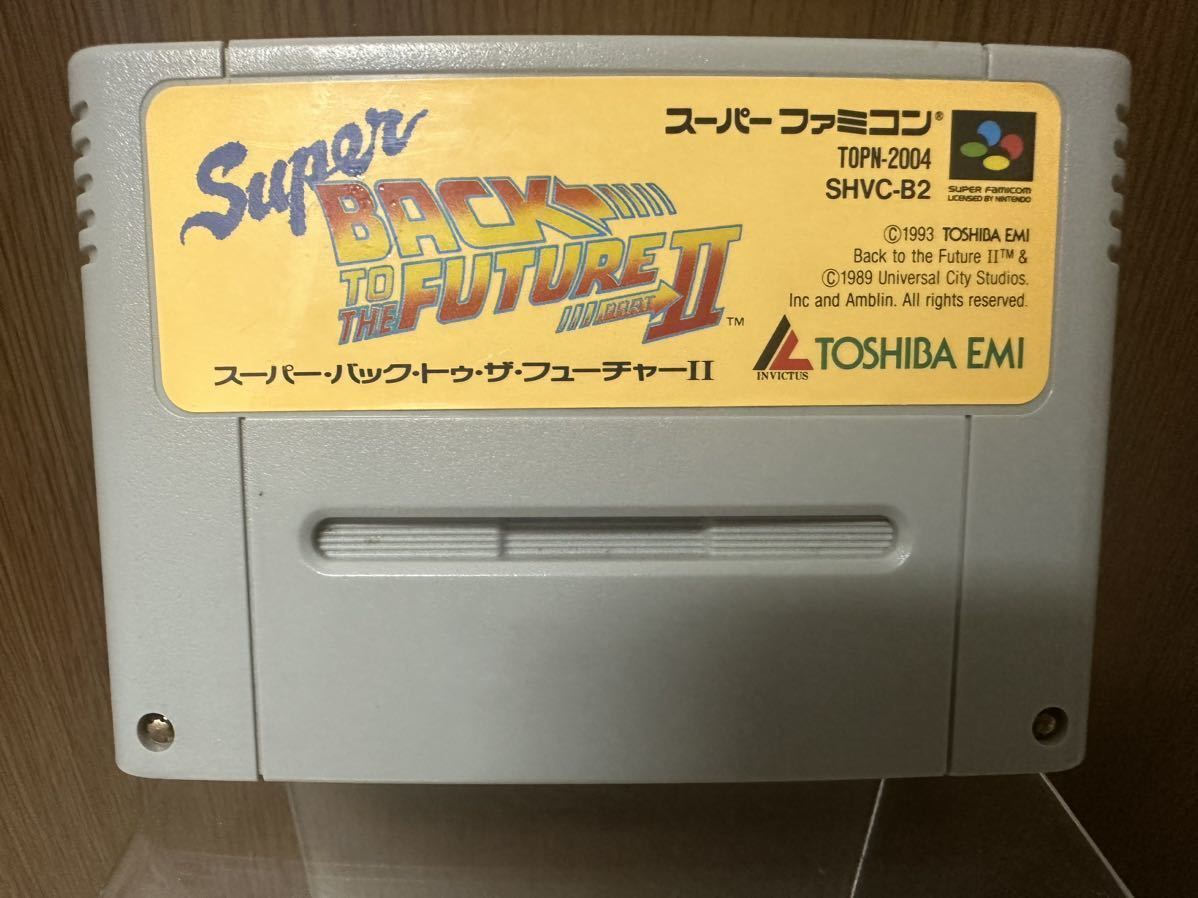 Super
BACK
TO
THE FUTURE
PART II™
スーパー・バック・トゥ・ザ・フューチャーII
スーパーファミコン®
TOPN-2004
SHVC-B2
SUPER FAMICOM
LICENSED BY NINTENDO
©1993 TOSHIBA EMI
Back to the Future II™ &
©1989 Universal City Studios.
Inc and Amblin. All rights reserved.
INVICTUS
TOSHIBA EMI